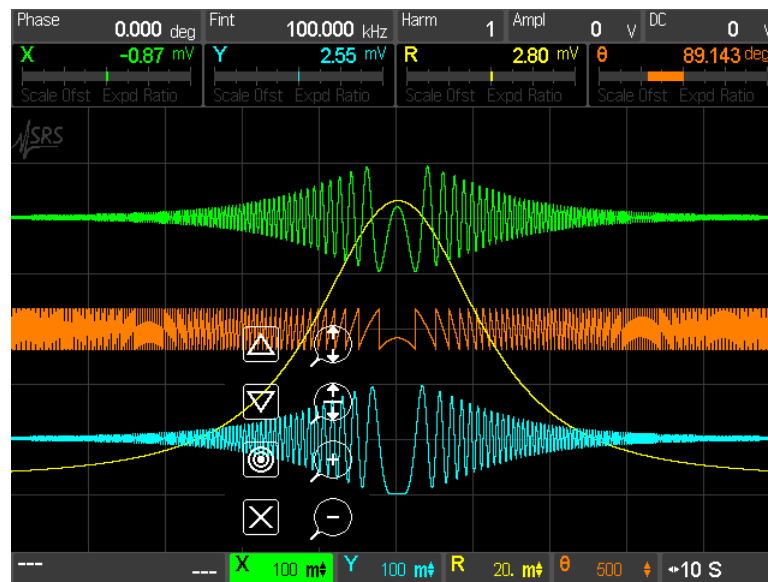 Phase 0.000 deg Fint 100.000 kHz Harm 1 Ampl 0 V DC 0 V
X -0.87 mV Y 2.55 mV R 2.80 mV θ 89.143 deg
Scale Ofst Expd Ratio Scale Ofst Expd Ratio Scale Ofst Expd Ratio Scale Ofst Expd Ratio
SRS
--- --- X 100 m Y 100 m R 20. m θ 500 10 S